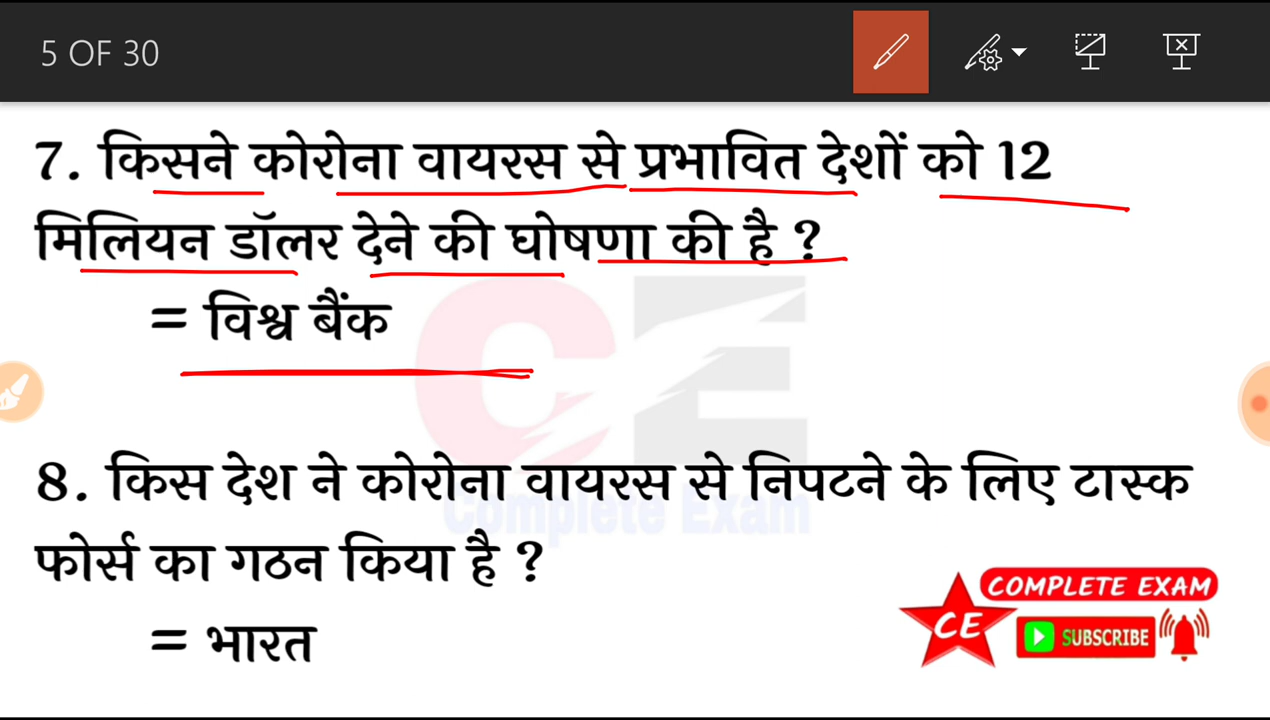 5 OF 30
7. किसने कोरोना वायरस से प्रभावित देशों को 12
मिलियन डॉलर देने की घोषणा की है ?
= विश्व बैंक
CE
8. किस देश ने कोरोना वायरस से निपटने के लिए टास्क
Complete Exam
फोर्स का गठन किया है ?
= भारत
COMPLETE EXAM
CE
SUBSCRIBE